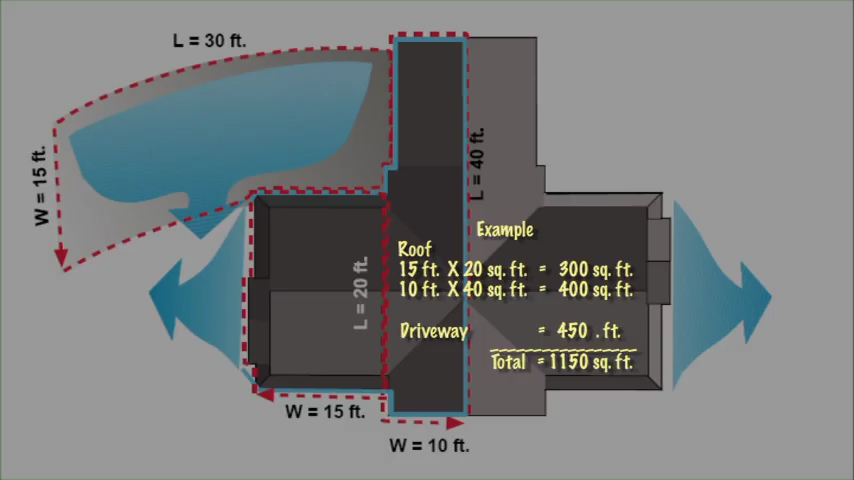 L = 30 ft.
W = 15 ft.
L = 40 ft.
Example
Roof
15 ft. X 20 sq. ft. = 300 sq. ft.
10 ft. X 40 sq. ft. = 400 sq. ft.
L = 20 ft.
Driveway = 450 . ft.
Total = 1150 sq. ft.
W = 15 ft.
W = 10 ft.